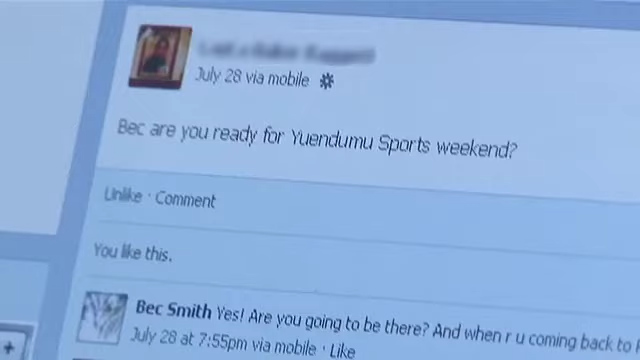 July 28 via mobile
Bec are you ready for Yuendumu Sports weekend?
Unlike · Comment
You like this.
Bec Smith Yes! Are you going to be there? And when r u coming back to
July 28 at 7:55pm via mobile · Like